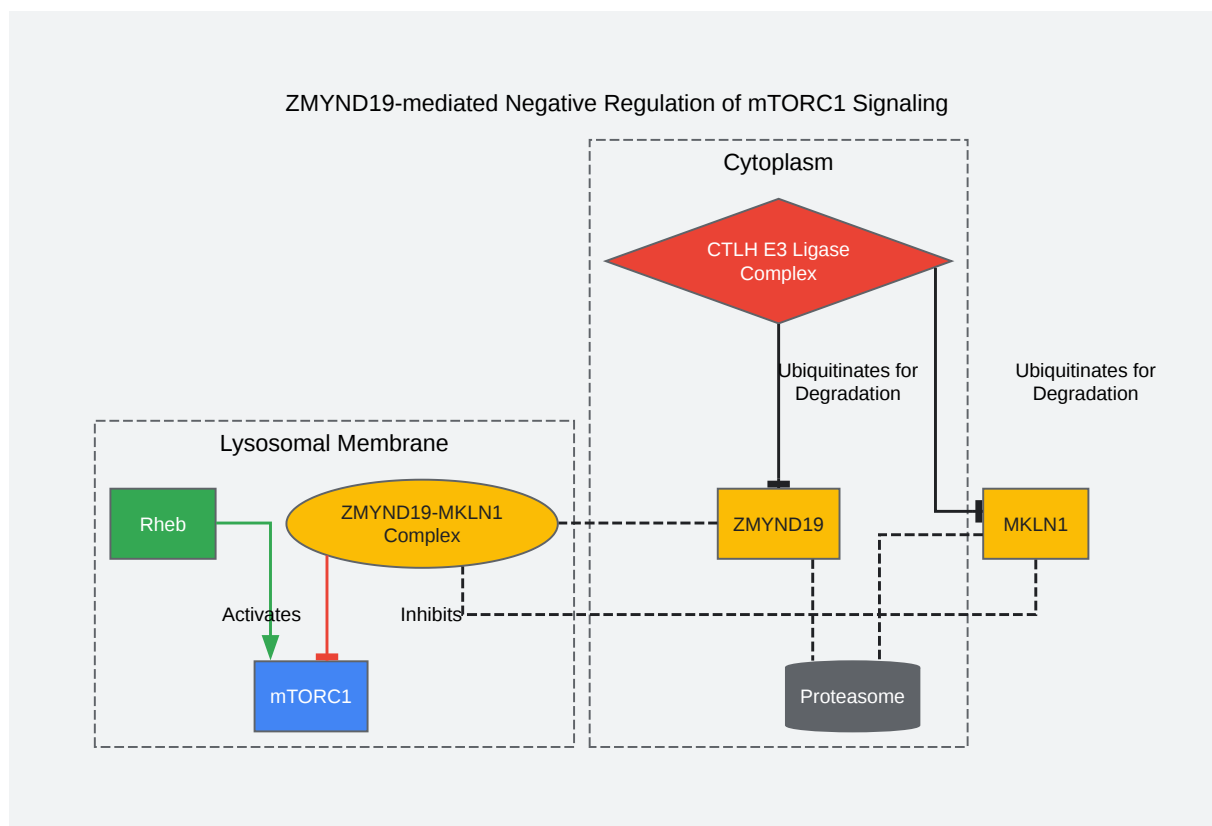 ZMYND19-mediated Negative Regulation of mTORC1 Signaling
Cytoplasm
CTLH E3 Ligase
Complex
Ubiquitinates for
Degradation
Ubiquitinates for
Degradation
Lysosomal Membrane
Rheb
ZMYND19-MKLN1
Complex
ZMYND19
MKLN1
Activates
Inhibits
mTORC1
Proteasome